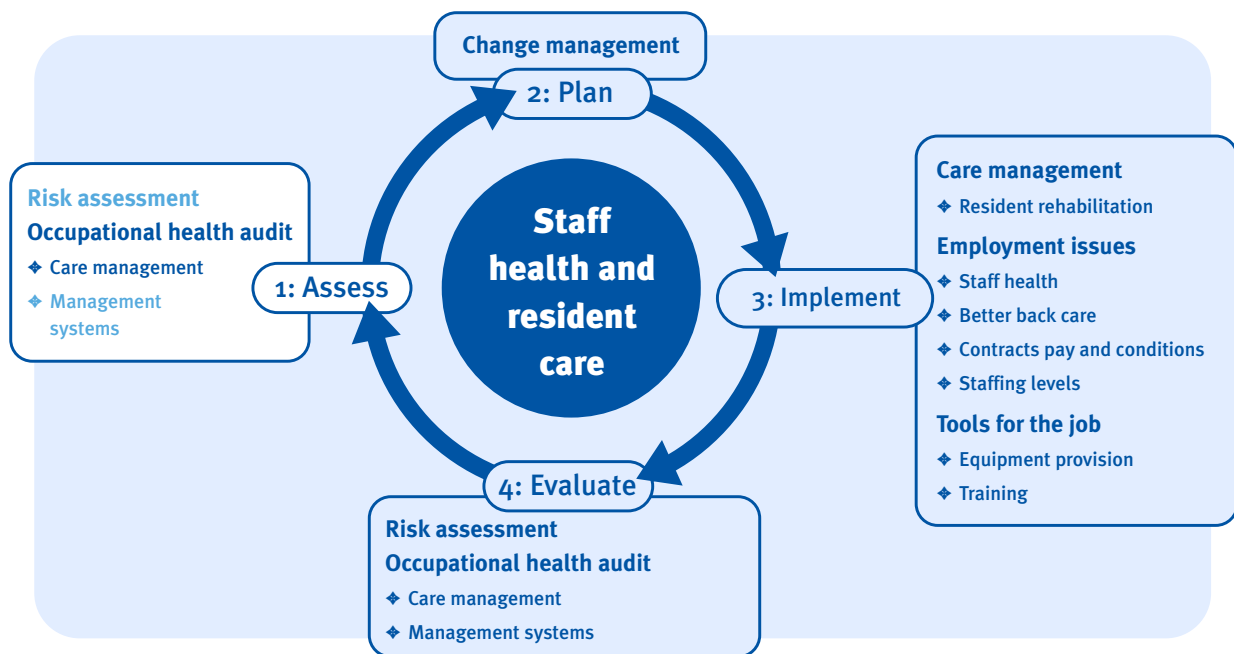 Change management
2: Plan
Risk assessment
Occupational health audit
❖ Care management
❖ Management
systems
1: Assess
Staff
health and
resident
care
3: Implement
Care management
❖ Resident rehabilitation
Employment issues
❖ Staff health
❖ Better back care
❖ Contracts pay and conditions
❖ Staffing levels
Tools for the job
❖ Equipment provision
❖ Training
4: Evaluate
Risk assessment
Occupational health audit
❖ Care management
❖ Management systems